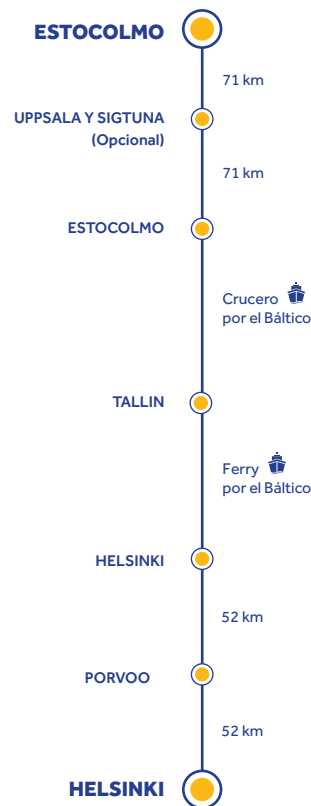 ESTOCOLMO
71 km
UPPSALA Y SIGTUNA
(Opcional)
71 km
ESTOCOLMO
Crucero
por el Báltico
TALLIN
Ferry
por el Báltico
HELSINKI
52 km
PORVOO
52 km
HELSINKI